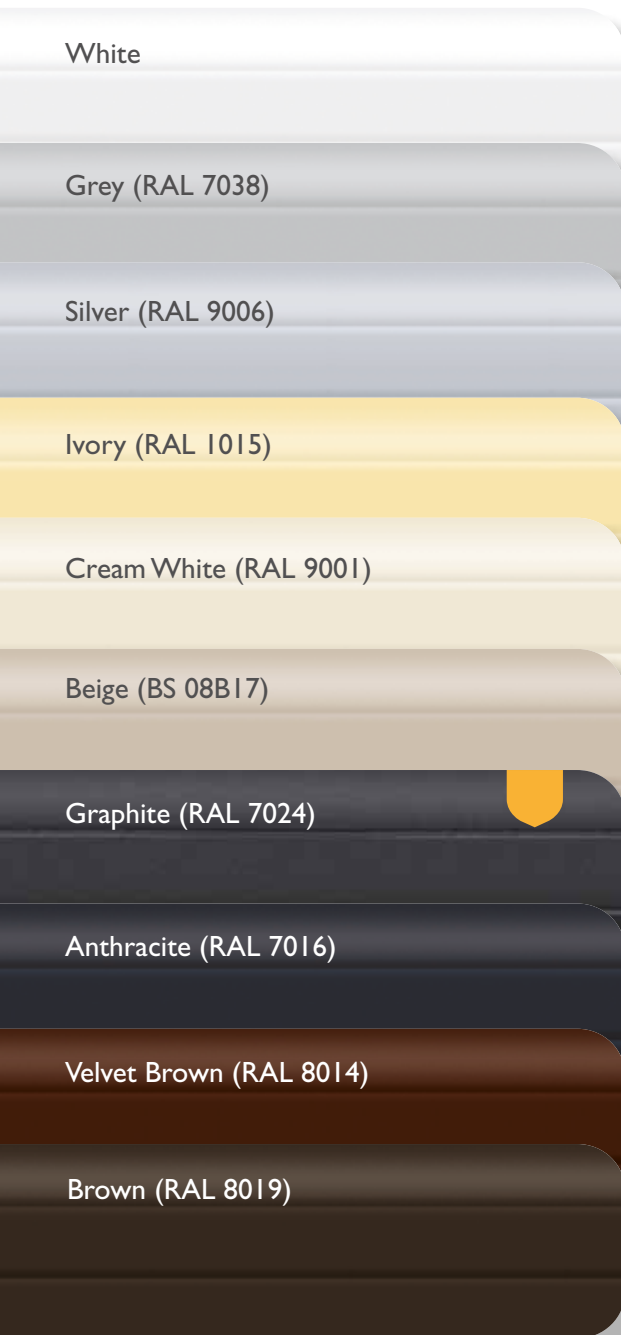 White
Grey (RAL 7038)
Silver (RAL 9006)
Ivory (RAL 1015)
Cream White (RAL 9001)
Beige (BS 08B17)
Graphite (RAL 7024)
Anthracite (RAL 7016)
Velvet Brown (RAL 8014)
Brown (RAL 8019)